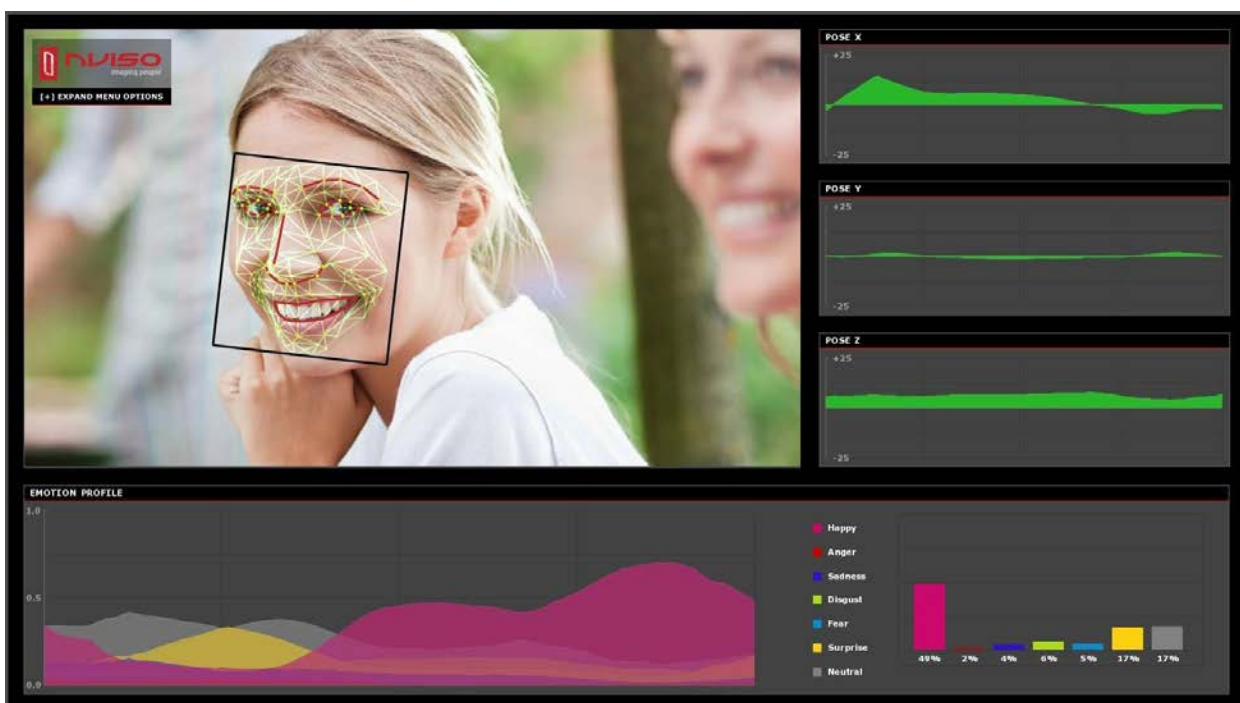 nviso
imaging people
[+] EXPAND MENU OPTIONS
POSE X
+25
-25
POSE Y
+25
-25
POSE Z
+25
-25
EMOTION PROFILE
1.0
0.5
0.0
Happy
Anger
Sadness
Disgust
Fear
Surprise
Neutral
49% 2% 4% 6% 5% 17% 17%